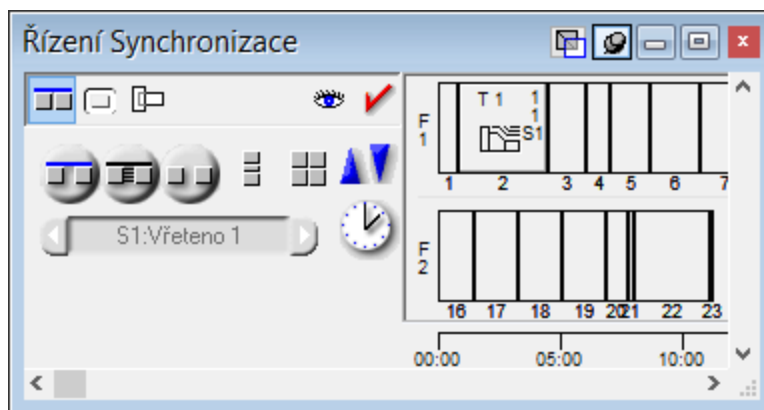 Řízení Synchronizace
F 1
T 1 1
1
S1
1 2 3 4 5 6 7
S1:Vřeteno 1
F 2
16 17 18 19 20 21 22 23
00:00 05:00 10:00